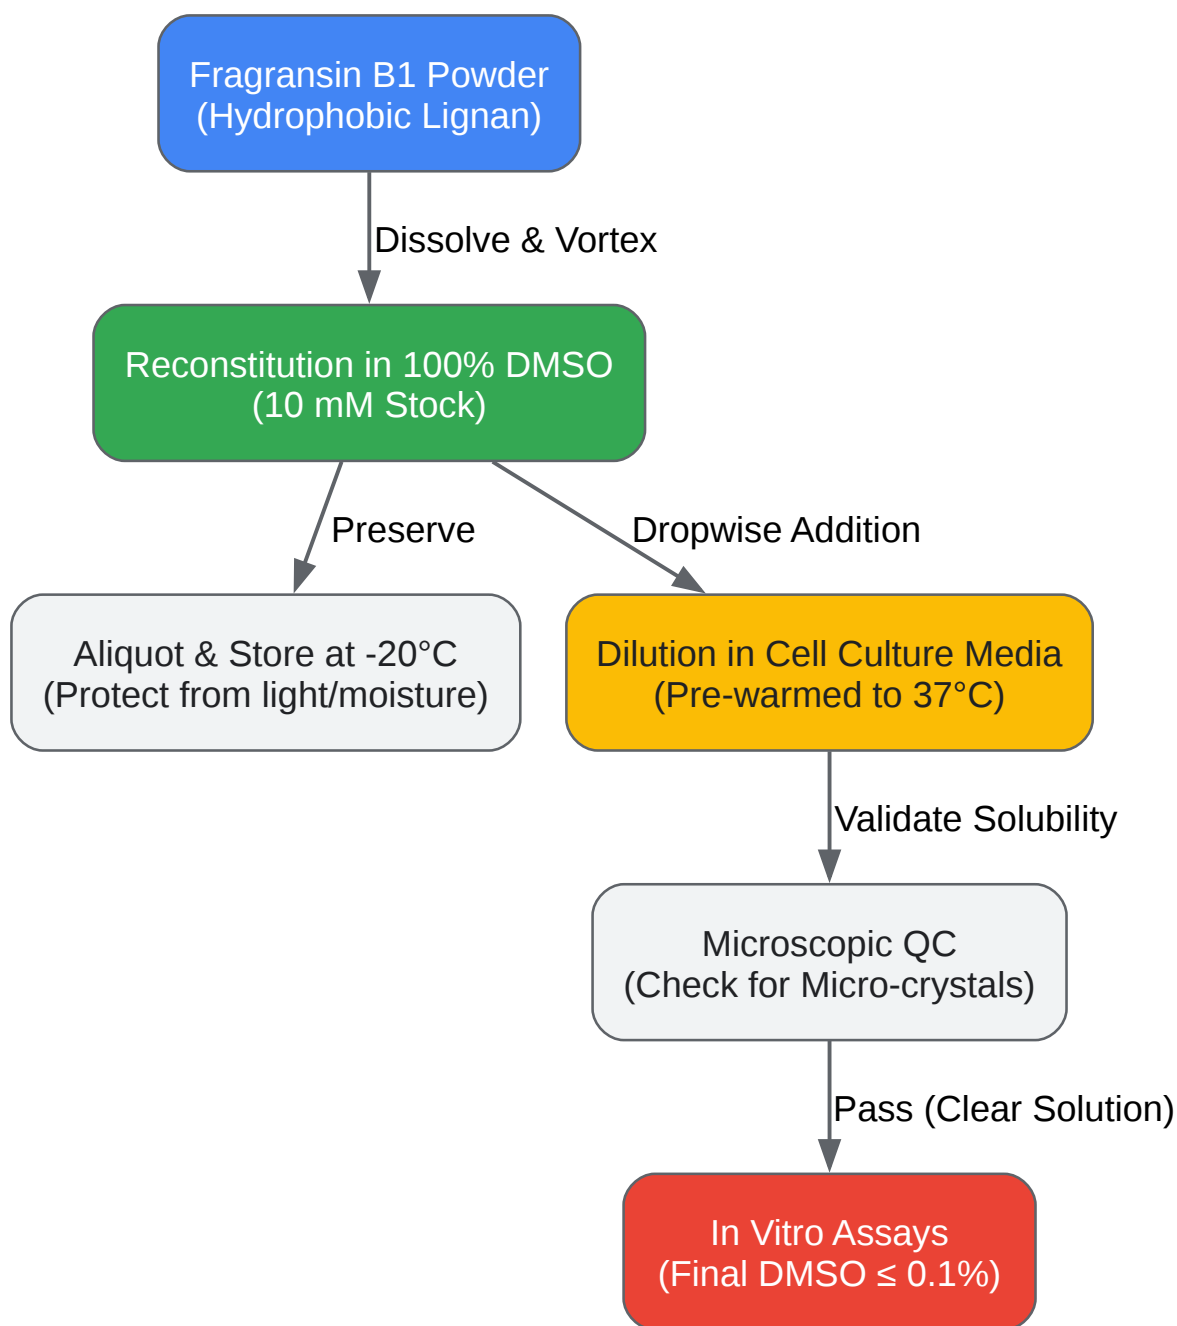 Fragransin B1 Powder
(Hydrophobic Lignan)
Dissolve & Vortex
Reconstitution in 100% DMSO
(10 mM Stock)
Preserve
Dropwise Addition
Aliquot & Store at -20°C
(Protect from light/moisture)
Dilution in Cell Culture Media
(Pre-warmed to 37°C)
Validate Solubility
Microscopic QC
(Check for Micro-crystals)
Pass (Clear Solution)
In Vitro Assays
(Final DMSO ≤ 0.1%)